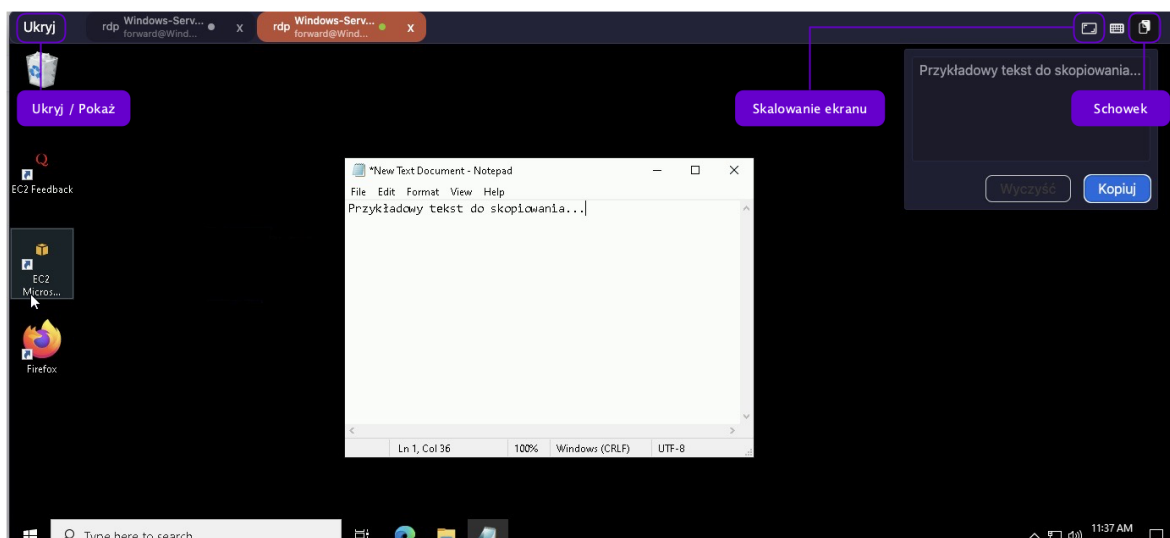 Ukryj
rdp Windows-Serv... x
forward@Wind...
rdp Windows-Serv... x
forward@Wind...
Przykładowy tekst do skopiowania...
Ukryj / Pokaż
Skalowanie ekranu
Schowek
Wyczyść
Kopiuj
EC2 Feedback
EC2
Micros...
Firefox
*New Text Document - Notepad
File Edit Format View Help
Przykładowy tekst do skopiowania...
Ln 1, Col 36 100% Windows (CRLF) UTF-8
Type here to search
11:37 AM